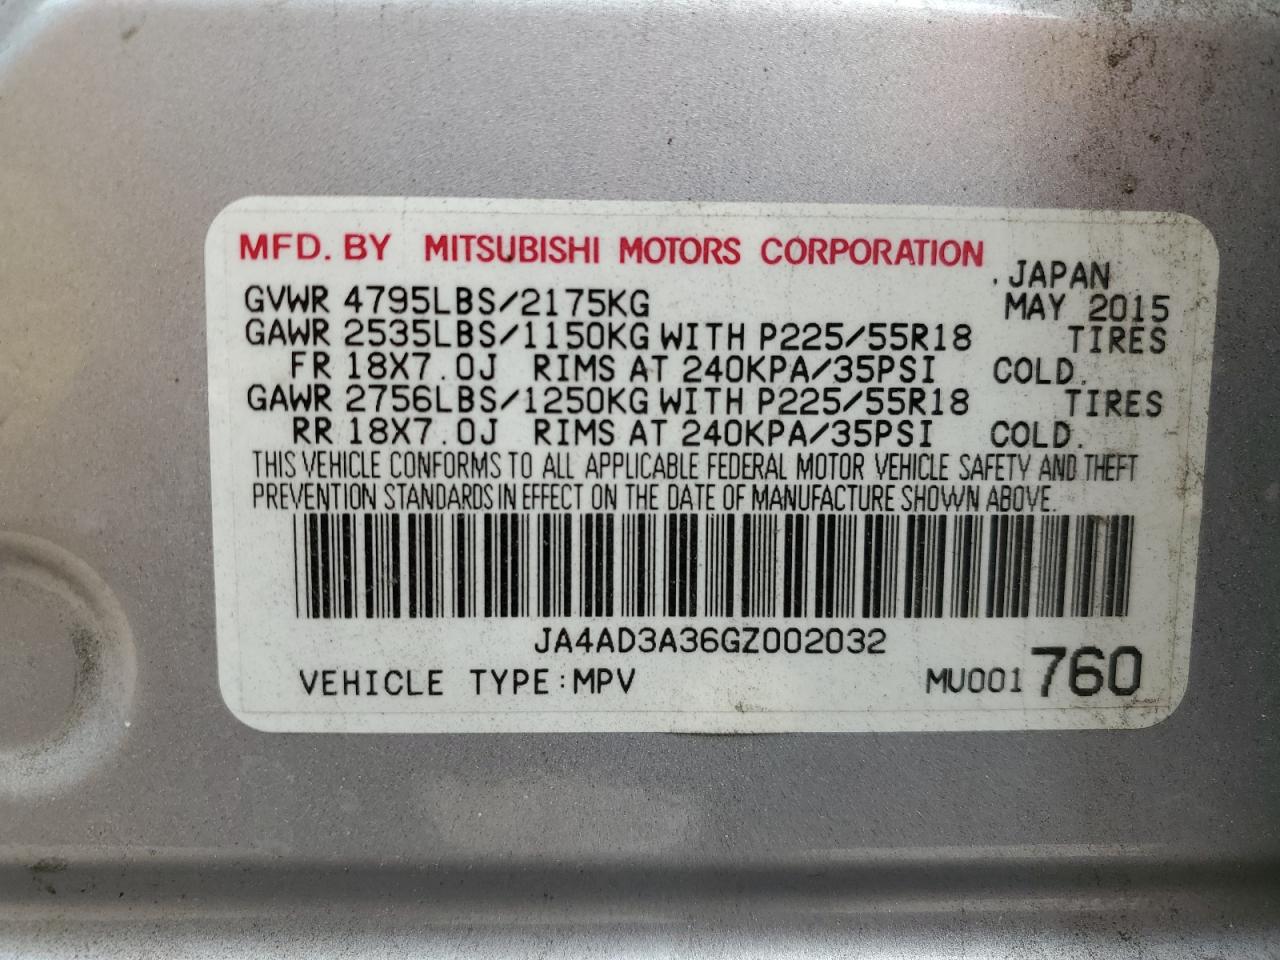 MFD. BY MITSUBISHI MOTORS CORPORATION
JAPAN
GVWR 4795LBS/2175KG MAY 2015
GAWR 2535LBS/1150KG WITH P225/55R18 TIRES
FR 18X7.0J RIMS AT 240KPA/35PSI COLD.
GAWR 2756LBS/1250KG WITH P225/55R18 TIRES
RR 18X7.0J RIMS AT 240KPA/35PSI COLD.
THIS VEHICLE CONFORMS TO ALL APPLICABLE FEDERAL MOTOR VEHICLE SAFETY AND THEFT
PREVENTION STANDARDS IN EFFECT ON THE DATE OF MANUFACTURE SHOWN ABOVE.
JA4AD3A36GZ002032
VEHICLE TYPE:MPV MU001760